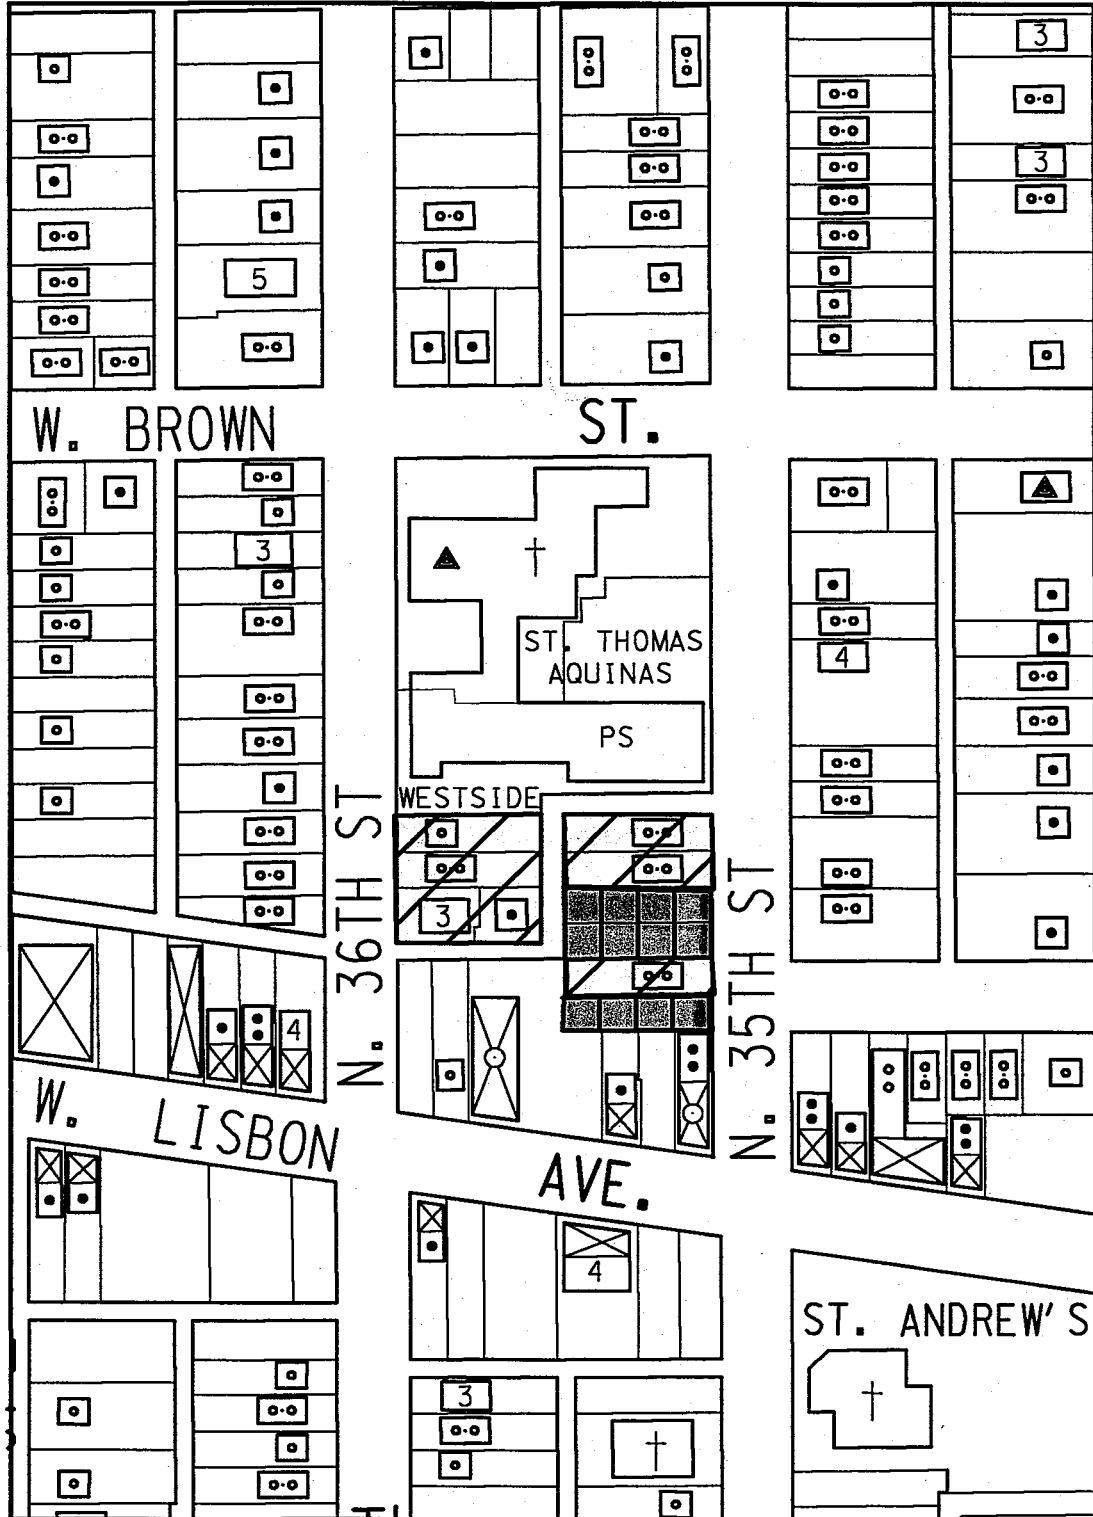 3
3
5
W. BROWN ST.
3
ST. THOMAS
AQUINAS
4
PS
WESTSIDE
3
N. 36TH ST
N. 35TH ST
4
W. LISBON AVE.
4
ST. ANDREW'S
3